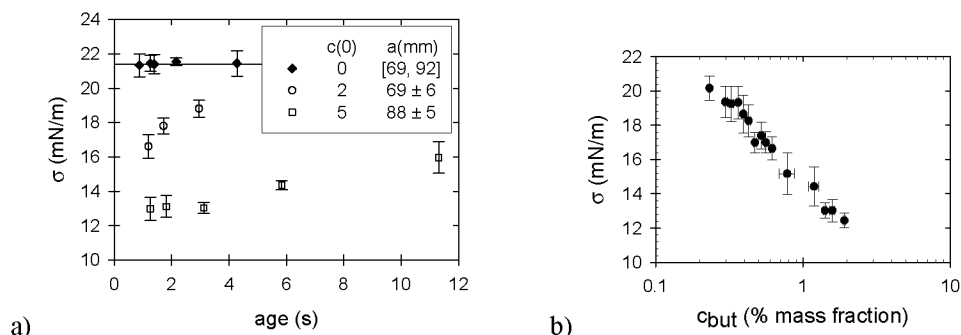 24
22
20
18
16
14
12
10
σ (mN/m)
c(0) a(mm)
0 [69, 92]
2 69 ± 6
5 88 ± 5
0 2 4 6 8 10 12
age (s)
a)
22
20
18
16
14
12
10
σ (mN/m)
0.1 1 10
cbut (% mass fraction)
b)